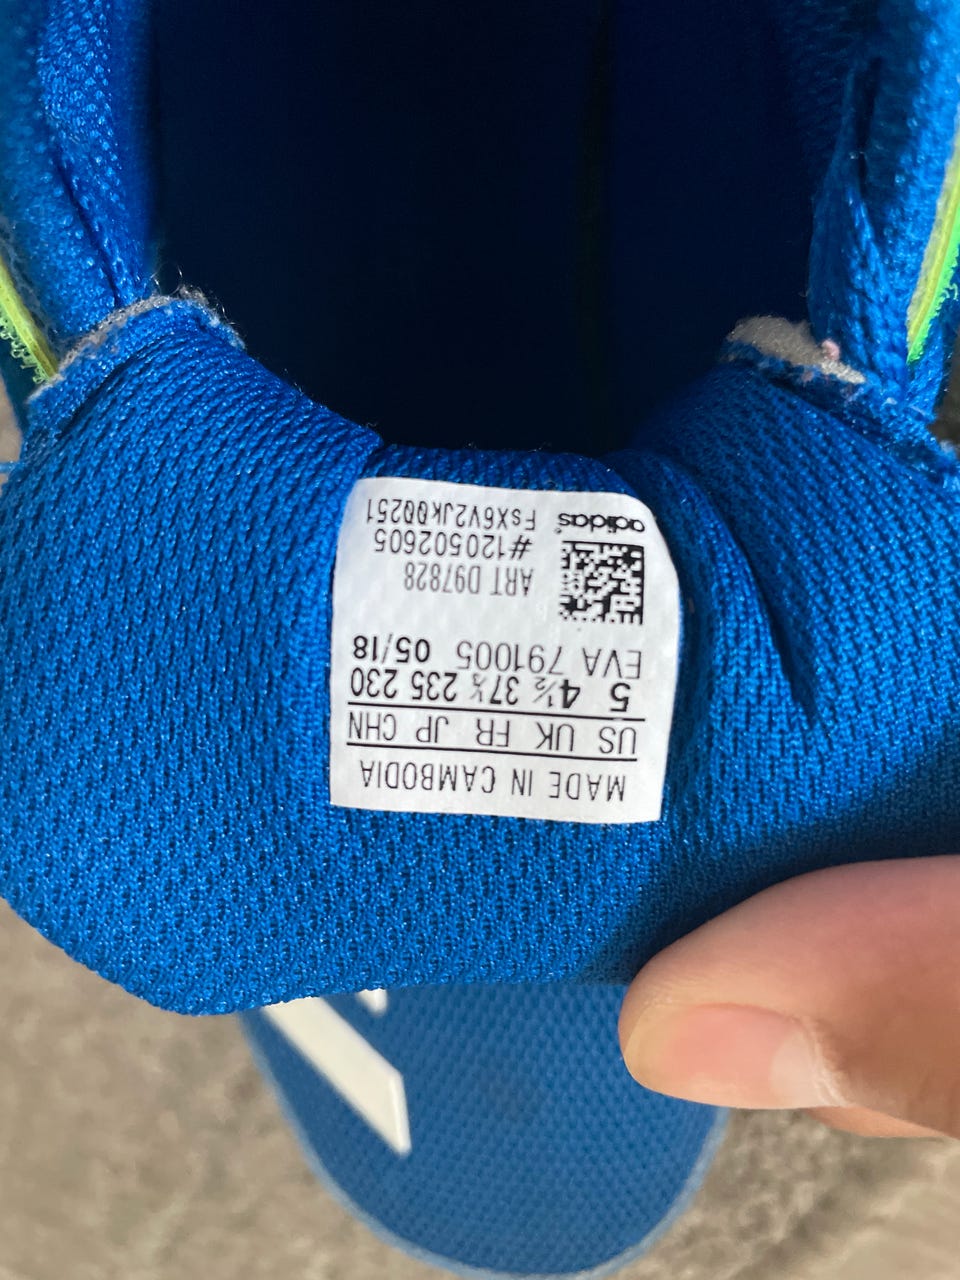 MADE IN CAMBODIA
US UK FR JP CHN
5 4½ 37⅓ 235 230
EVA 791005 05/18
ART D97828
#120502605
FsX6V2Jk00251
adidas